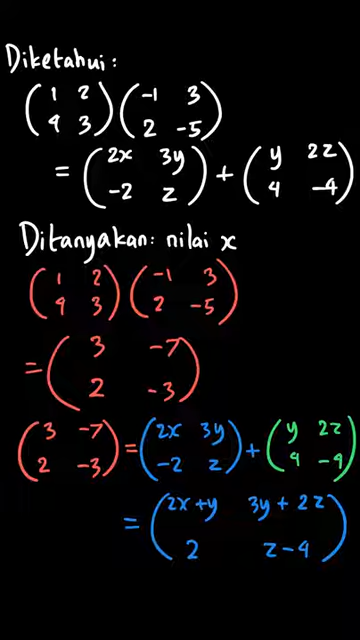 Diketahui:
(1 2
4 3) (-1 3
2 -5)
= (2x 3y
-2 z) + (y 2z
4 -4)
Ditanyakan: nilai x
(1 2
4 3) (-1 3
2 -5)
= (3 -7
2 -3)
(3 -7
2 -3) = (2x 3y
-2 z) + (y 2z
4 -4)
= (2x+y 3y+2z
2 z-4)